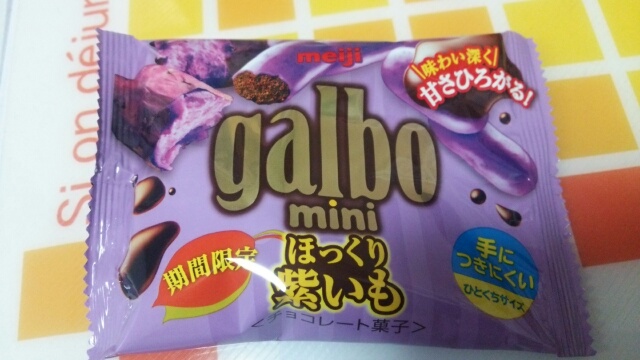 Si on déjeu
meiji
味わい深く
甘さひろがる!
galbo
mini
期間限定
ほっくり
紫いも
手に
つきにくい
ひとくちサイズ
<チョコレート菓子>